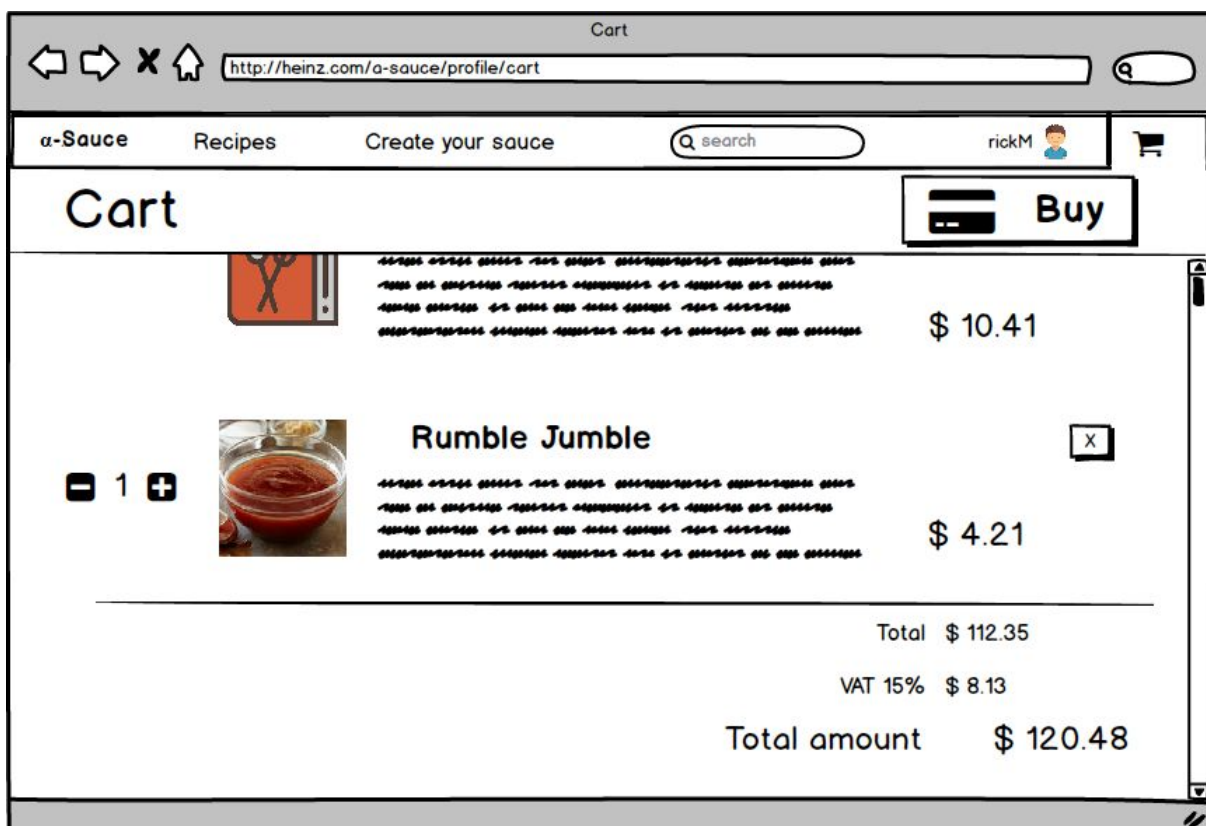 Cart
http://heinz.com/a-sauce/profile/cart
α-Sauce Recipes Create your sauce search rickM
Cart Buy
$ 10.41
Rumble Jumble X
1
$ 4.21
Total $ 112.35
VAT 15% $ 8.13
Total amount $ 120.48